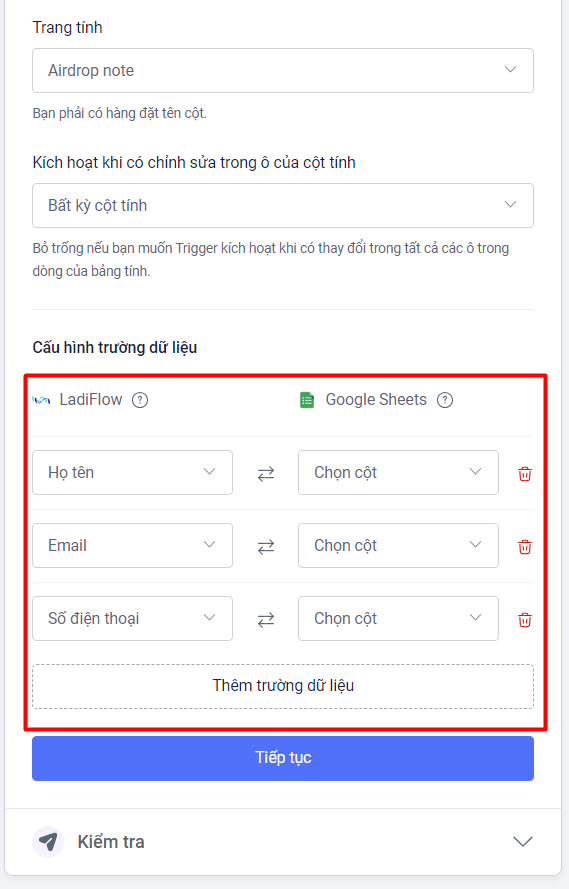 Trang tính
Airdrop note
Bạn phải có hàng đặt tên cột.
Kích hoạt khi có chỉnh sửa trong ô của cột tính
Bất kỳ cột tính
Bỏ trống nếu bạn muốn Trigger kích hoạt khi có thay đổi trong tất cả các ô trong
dòng của bảng tính.
Cấu hình trường dữ liệu
LadiFlow ? Google Sheets ?
Họ tên Chọn cột
Email Chọn cột
Số điện thoại Chọn cột
Thêm trường dữ liệu
Tiếp tục
Kiểm tra